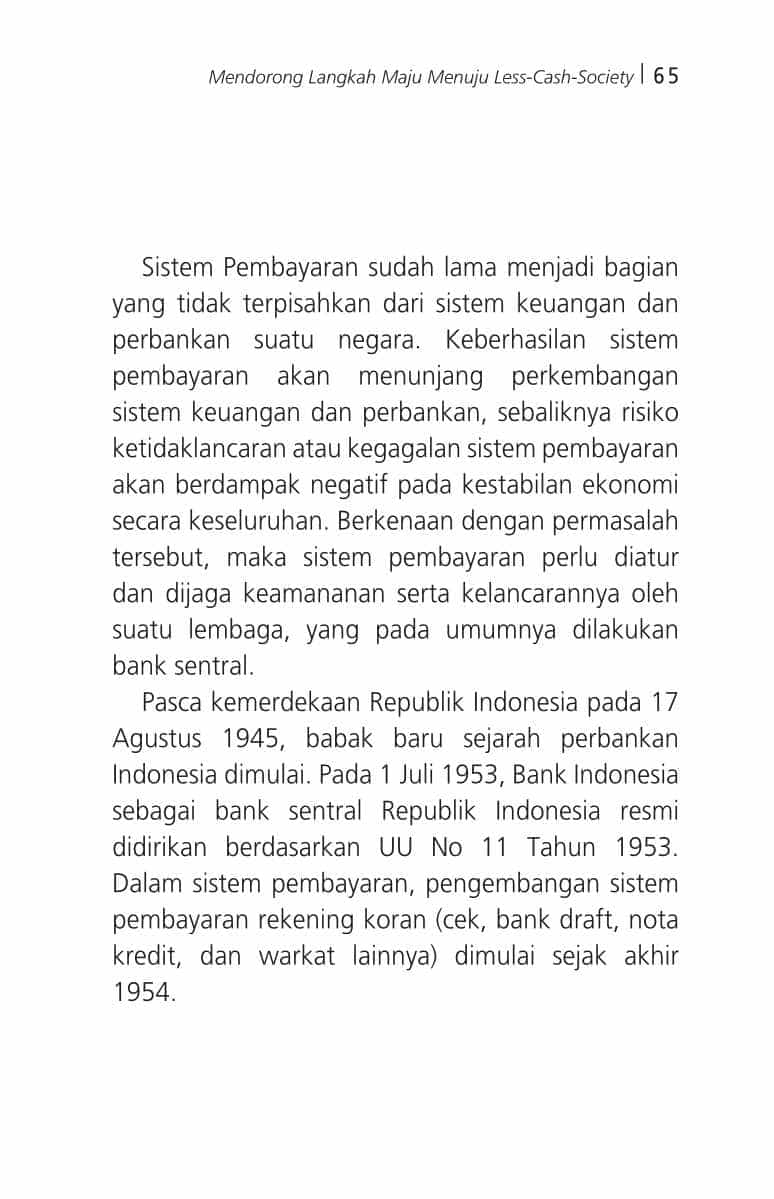 Mendorong Langkah Maju Menuju Less-Cash-Society | 65
Sistem Pembayaran sudah lama menjadi bagian
yang tidak terpisahkan dari sistem keuangan dan
perbankan suatu negara. Keberhasilan sistem
pembayaran akan menunjang perkembangan
sistem keuangan dan perbankan, sebaliknya risiko
ketidaklancaran atau kegagalan sistem pembayaran
akan berdampak negatif pada kestabilan ekonomi
secara keseluruhan. Berkenaan dengan permasalah
tersebut, maka sistem pembayaran perlu diatur
dan dijaga keamananan serta kelancarannya oleh
suatu lembaga, yang pada umumnya dilakukan
bank sentral.
Pasca kemerdekaan Republik Indonesia pada 17
Agustus 1945, babak baru sejarah perbankan
Indonesia dimulai. Pada 1 Juli 1953, Bank Indonesia
sebagai bank sentral Republik Indonesia resmi
didirikan berdasarkan UU No 11 Tahun 1953.
Dalam sistem pembayaran, pengembangan sistem
pembayaran rekening koran (cek, bank draft, nota
kredit, dan warkat lainnya) dimulai sejak akhir
1954.